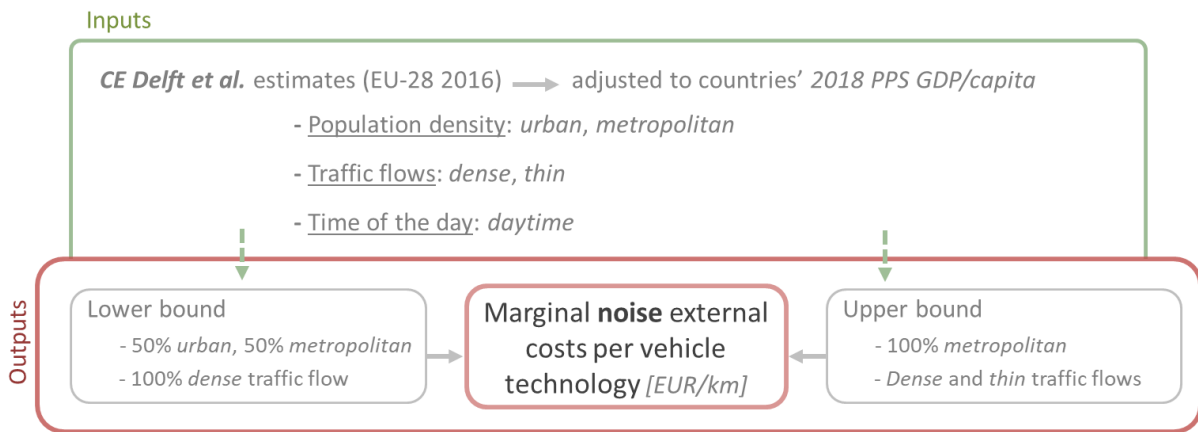 Inputs
CE Delft et al. estimates (EU-28 2016) adjusted to countries' 2018 PPS GDP/capita
- Population density: urban, metropolitan
- Traffic flows: dense, thin
- Time of the day: daytime
Outputs
Lower bound
- 50% urban, 50% metropolitan
- 100% dense traffic flow
Marginal noise external
costs per vehicle
technology [EUR/km]
Upper bound
- 100% metropolitan
- Dense and thin traffic flows